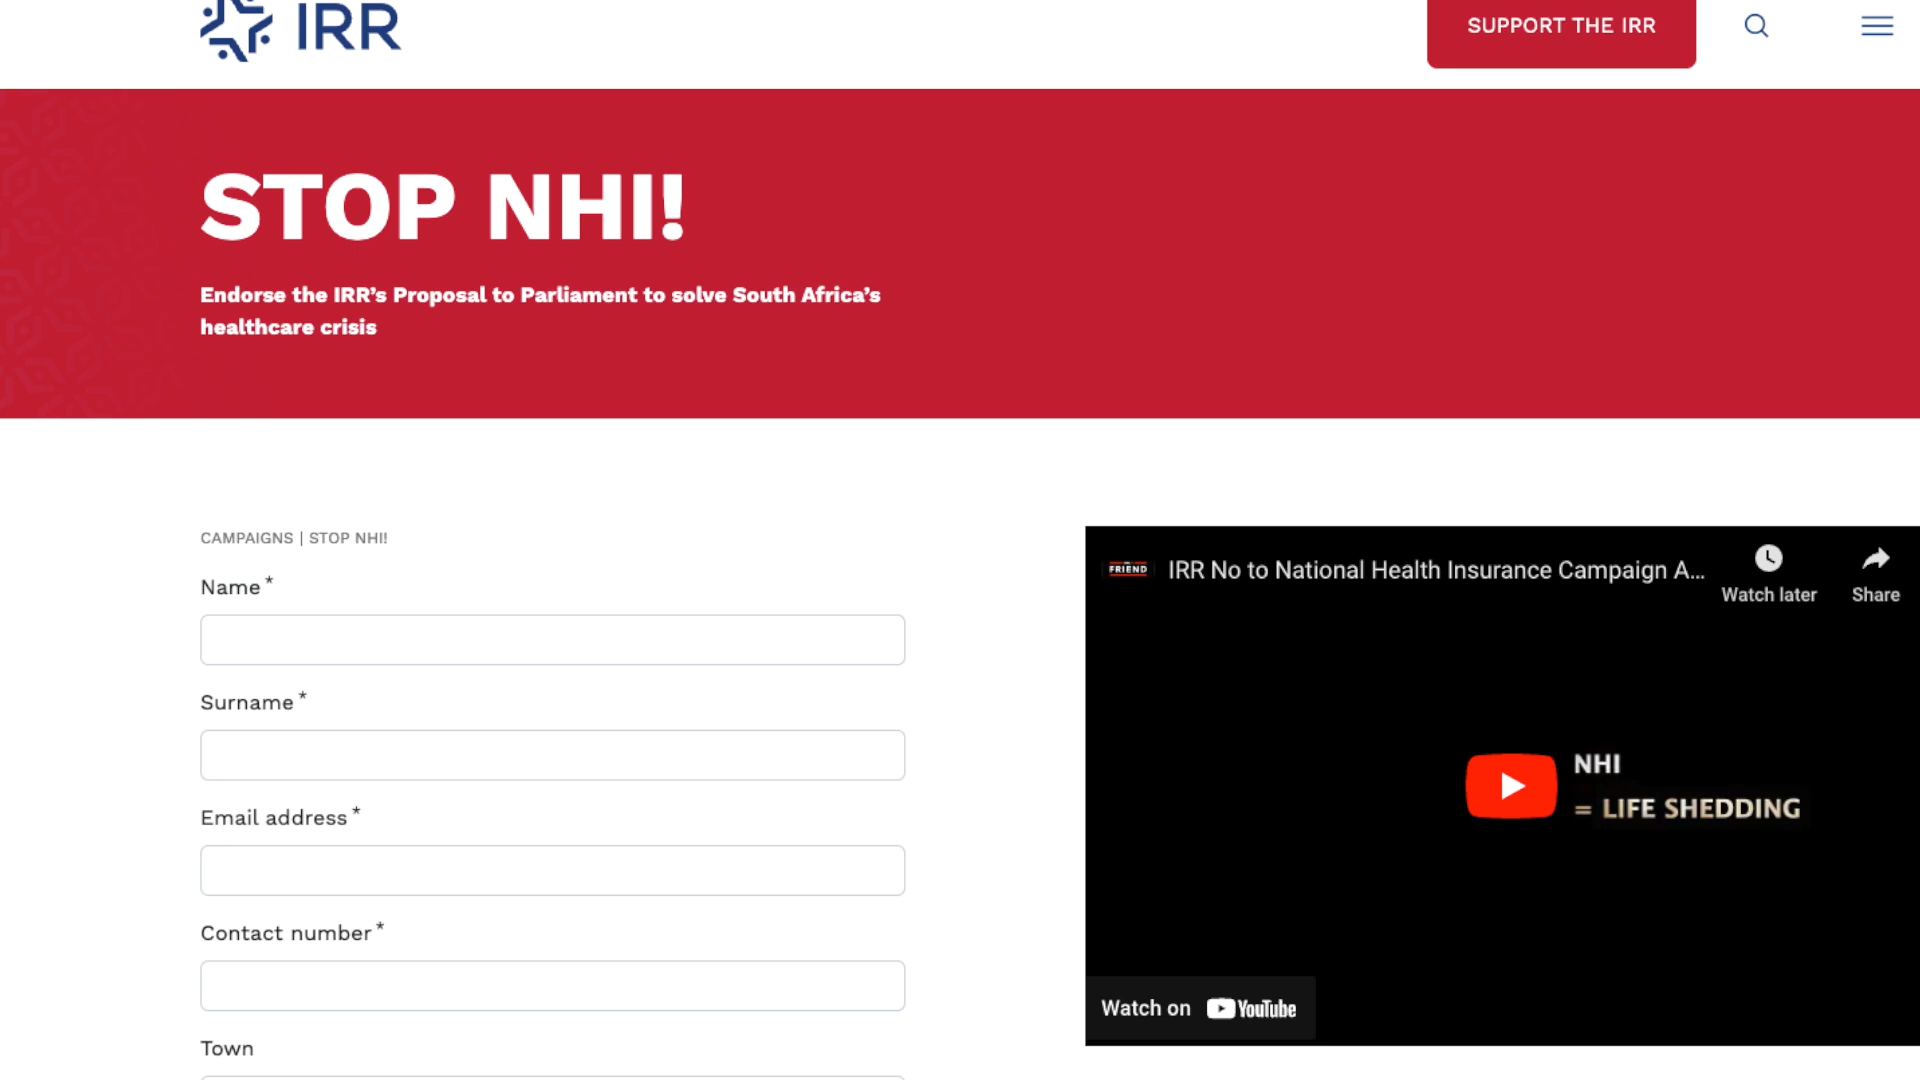 IRR
SUPPORT THE IRR
STOP NHI!
Endorse the IRR’s Proposal to Parliament to solve South Africa’s
healthcare crisis
CAMPAIGNS | STOP NHI!
Name*
Surname*
Email address*
Contact number*
Town
FRIEND
IRR No to National Health Insurance Campaign A...
Watch later
Share
NHI
= LIFE SHEDDING
Watch on YouTube